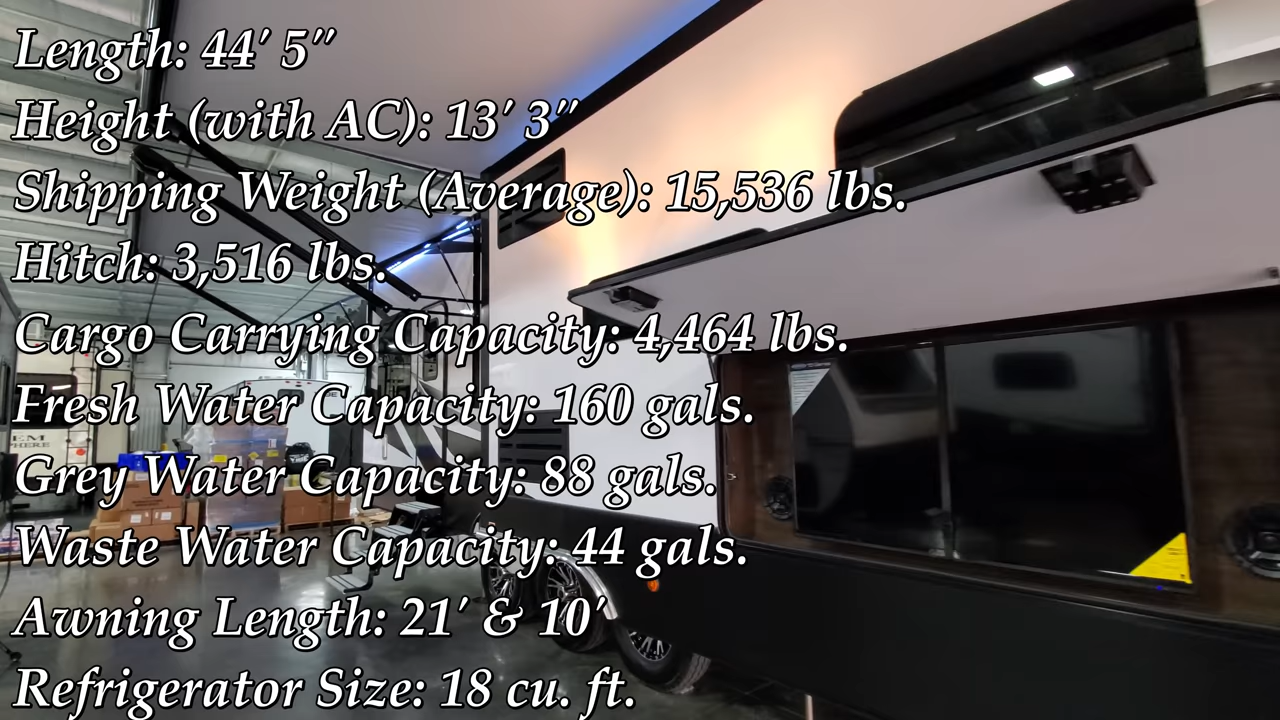 Length: 44' 5"
Height (with AC): 13' 3"
Shipping Weight (Average): 15,536 lbs.
Hitch: 3,516 lbs.
Cargo Carrying Capacity: 4,464 lbs.
Fresh Water Capacity: 160 gals.
Grey Water Capacity: 88 gals.
Waste Water Capacity: 44 gals.
Awning Length: 21' & 10'
Refrigerator Size: 18 cu. ft.
EM
HERE